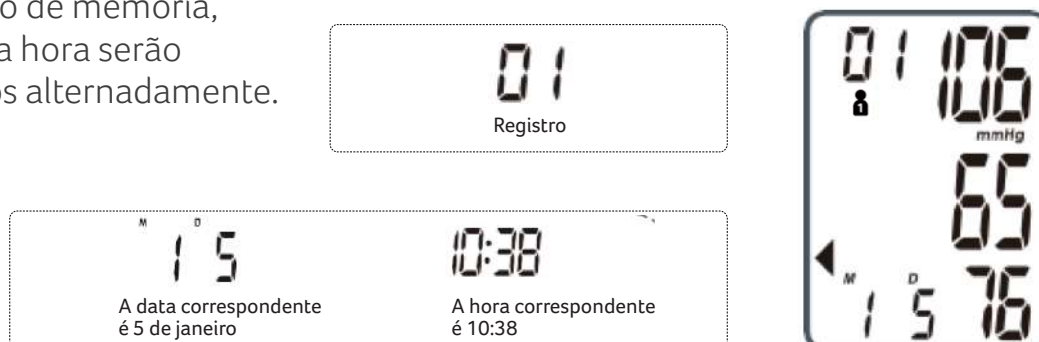 o de memória,
a hora serão
os alternadamente.
01
Registro
M D
1 5
A data correspondente
é 5 de janeiro
10:38
A hora correspondente
é 10:38
01 106
1
mmHg
65
M D
1 5 76